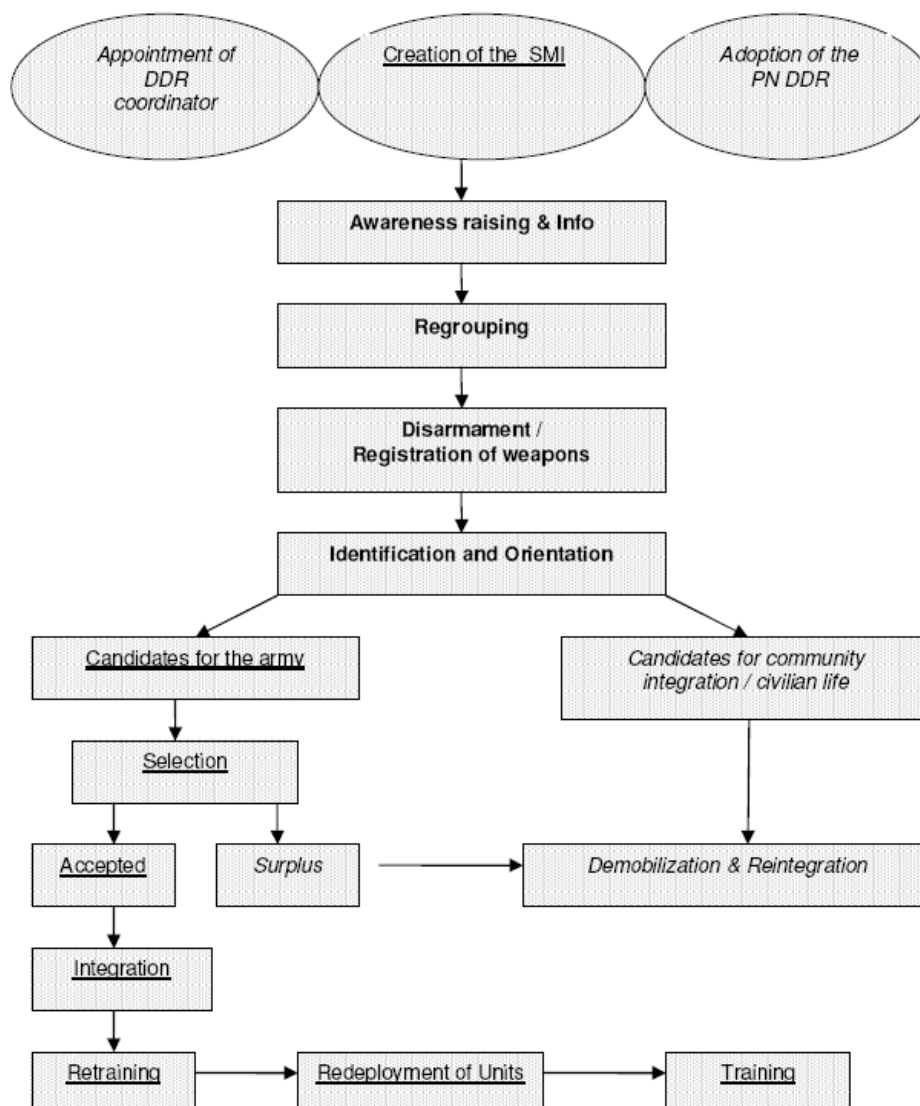 Appointment of
DDR
coordinator
Creation of the SMI
Adoption of the
PN DDR
Awareness raising & Info
Regrouping
Disarmament /
Registration of weapons
Identification and Orientation
Candidates for the army
Candidates for community
integration / civilian life
Selection
Accepted
Surplus
Demobilization & Reintegration
Integration
Retraining
Redeployment of Units
Training